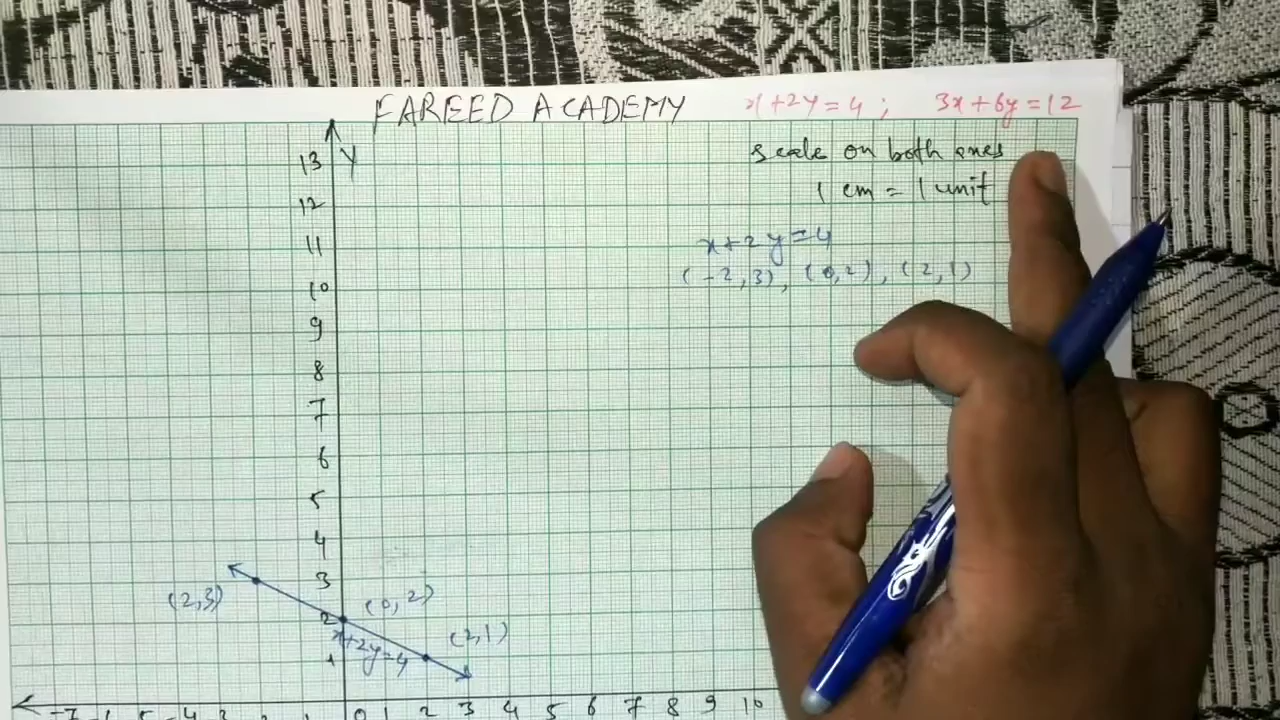 FAREED ACADEMY x+2y=4 ; 3x+6y=12
scale on both axes
1 cm = 1 unit
x+2y=4
(-2,3), (0,2), (2,1)
Y
13
12
11
10
9
8
7
6
5
4
3
(2,3)
(0,2)
2
(2,1)
x+2y=4
1
0 1 2 3 4 5 6 7 8 9 10